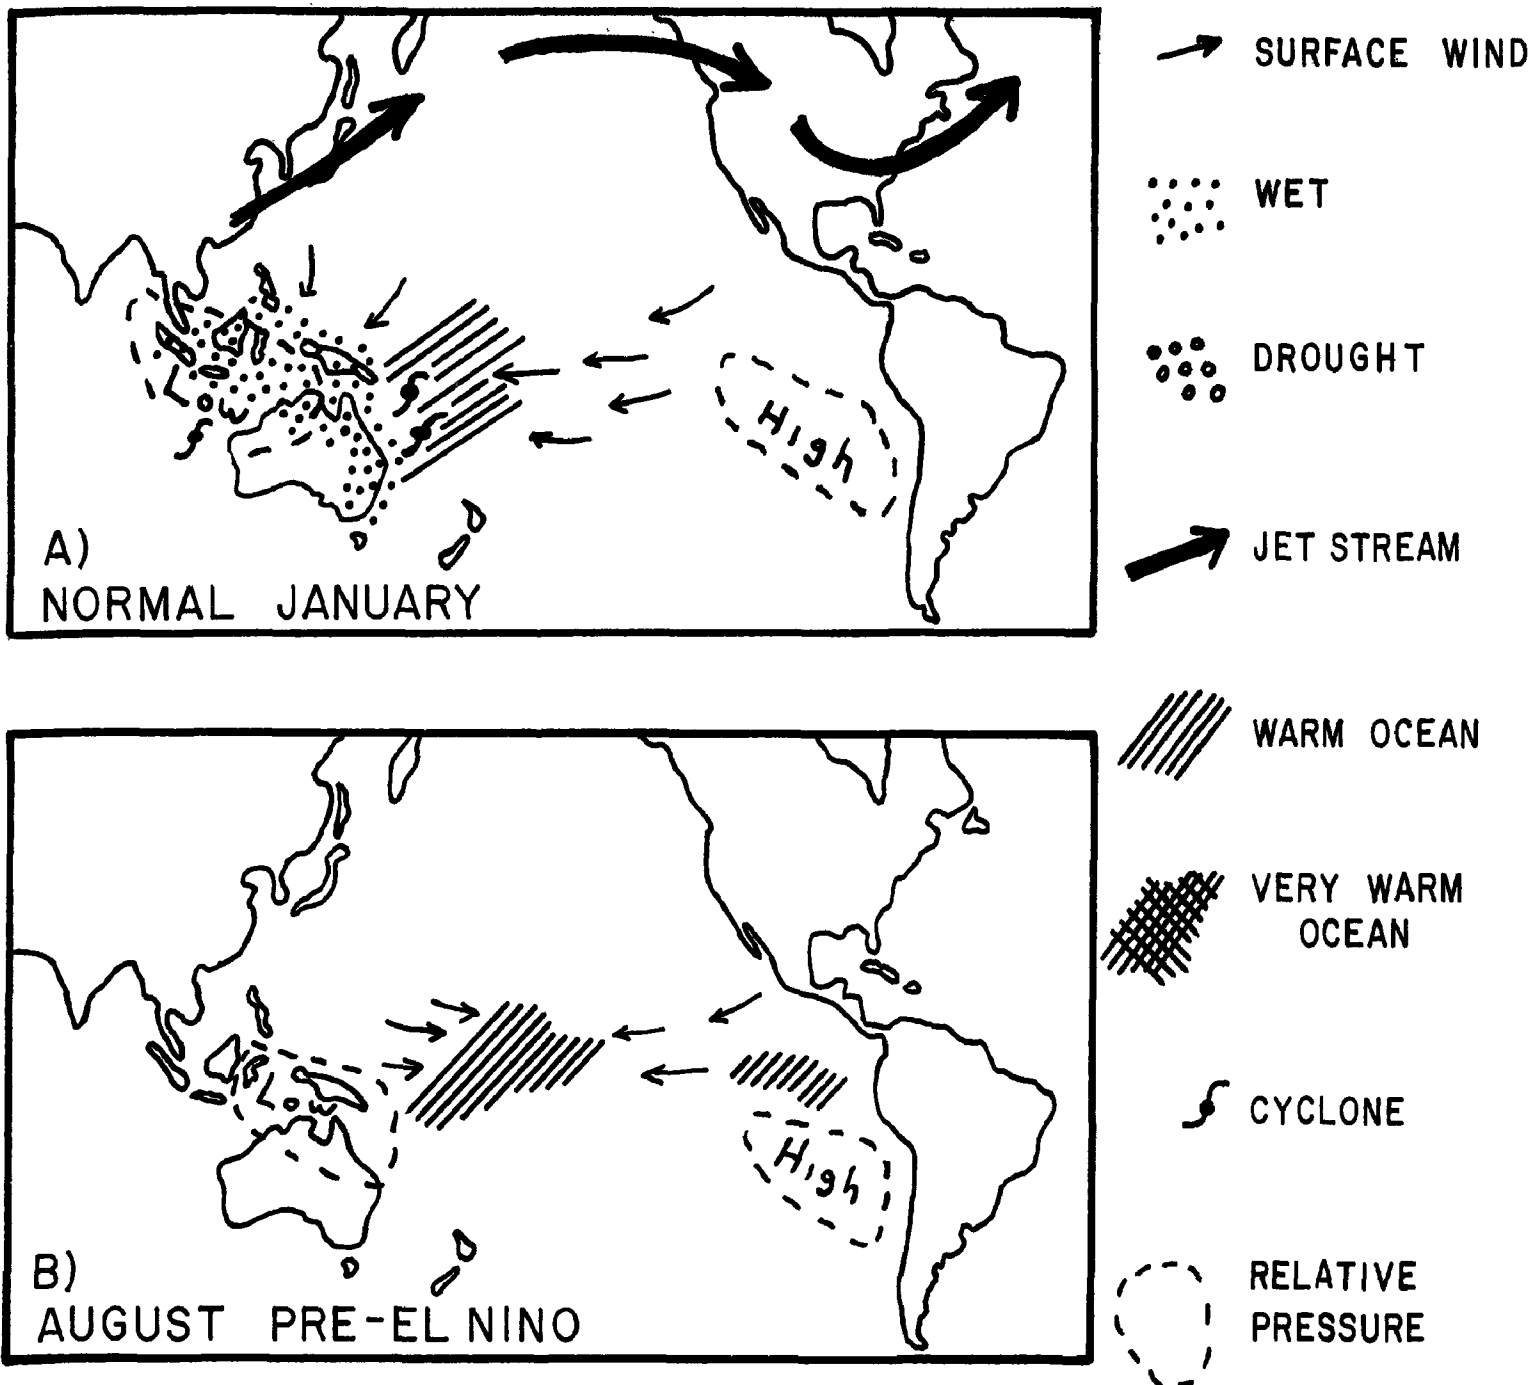 Low
High
A)
NORMAL JANUARY
Low
High
B)
AUGUST PRE-EL NINO
SURFACE WIND
WET
DROUGHT
JET STREAM
WARM OCEAN
VERY WARM
OCEAN
CYCLONE
RELATIVE
PRESSURE